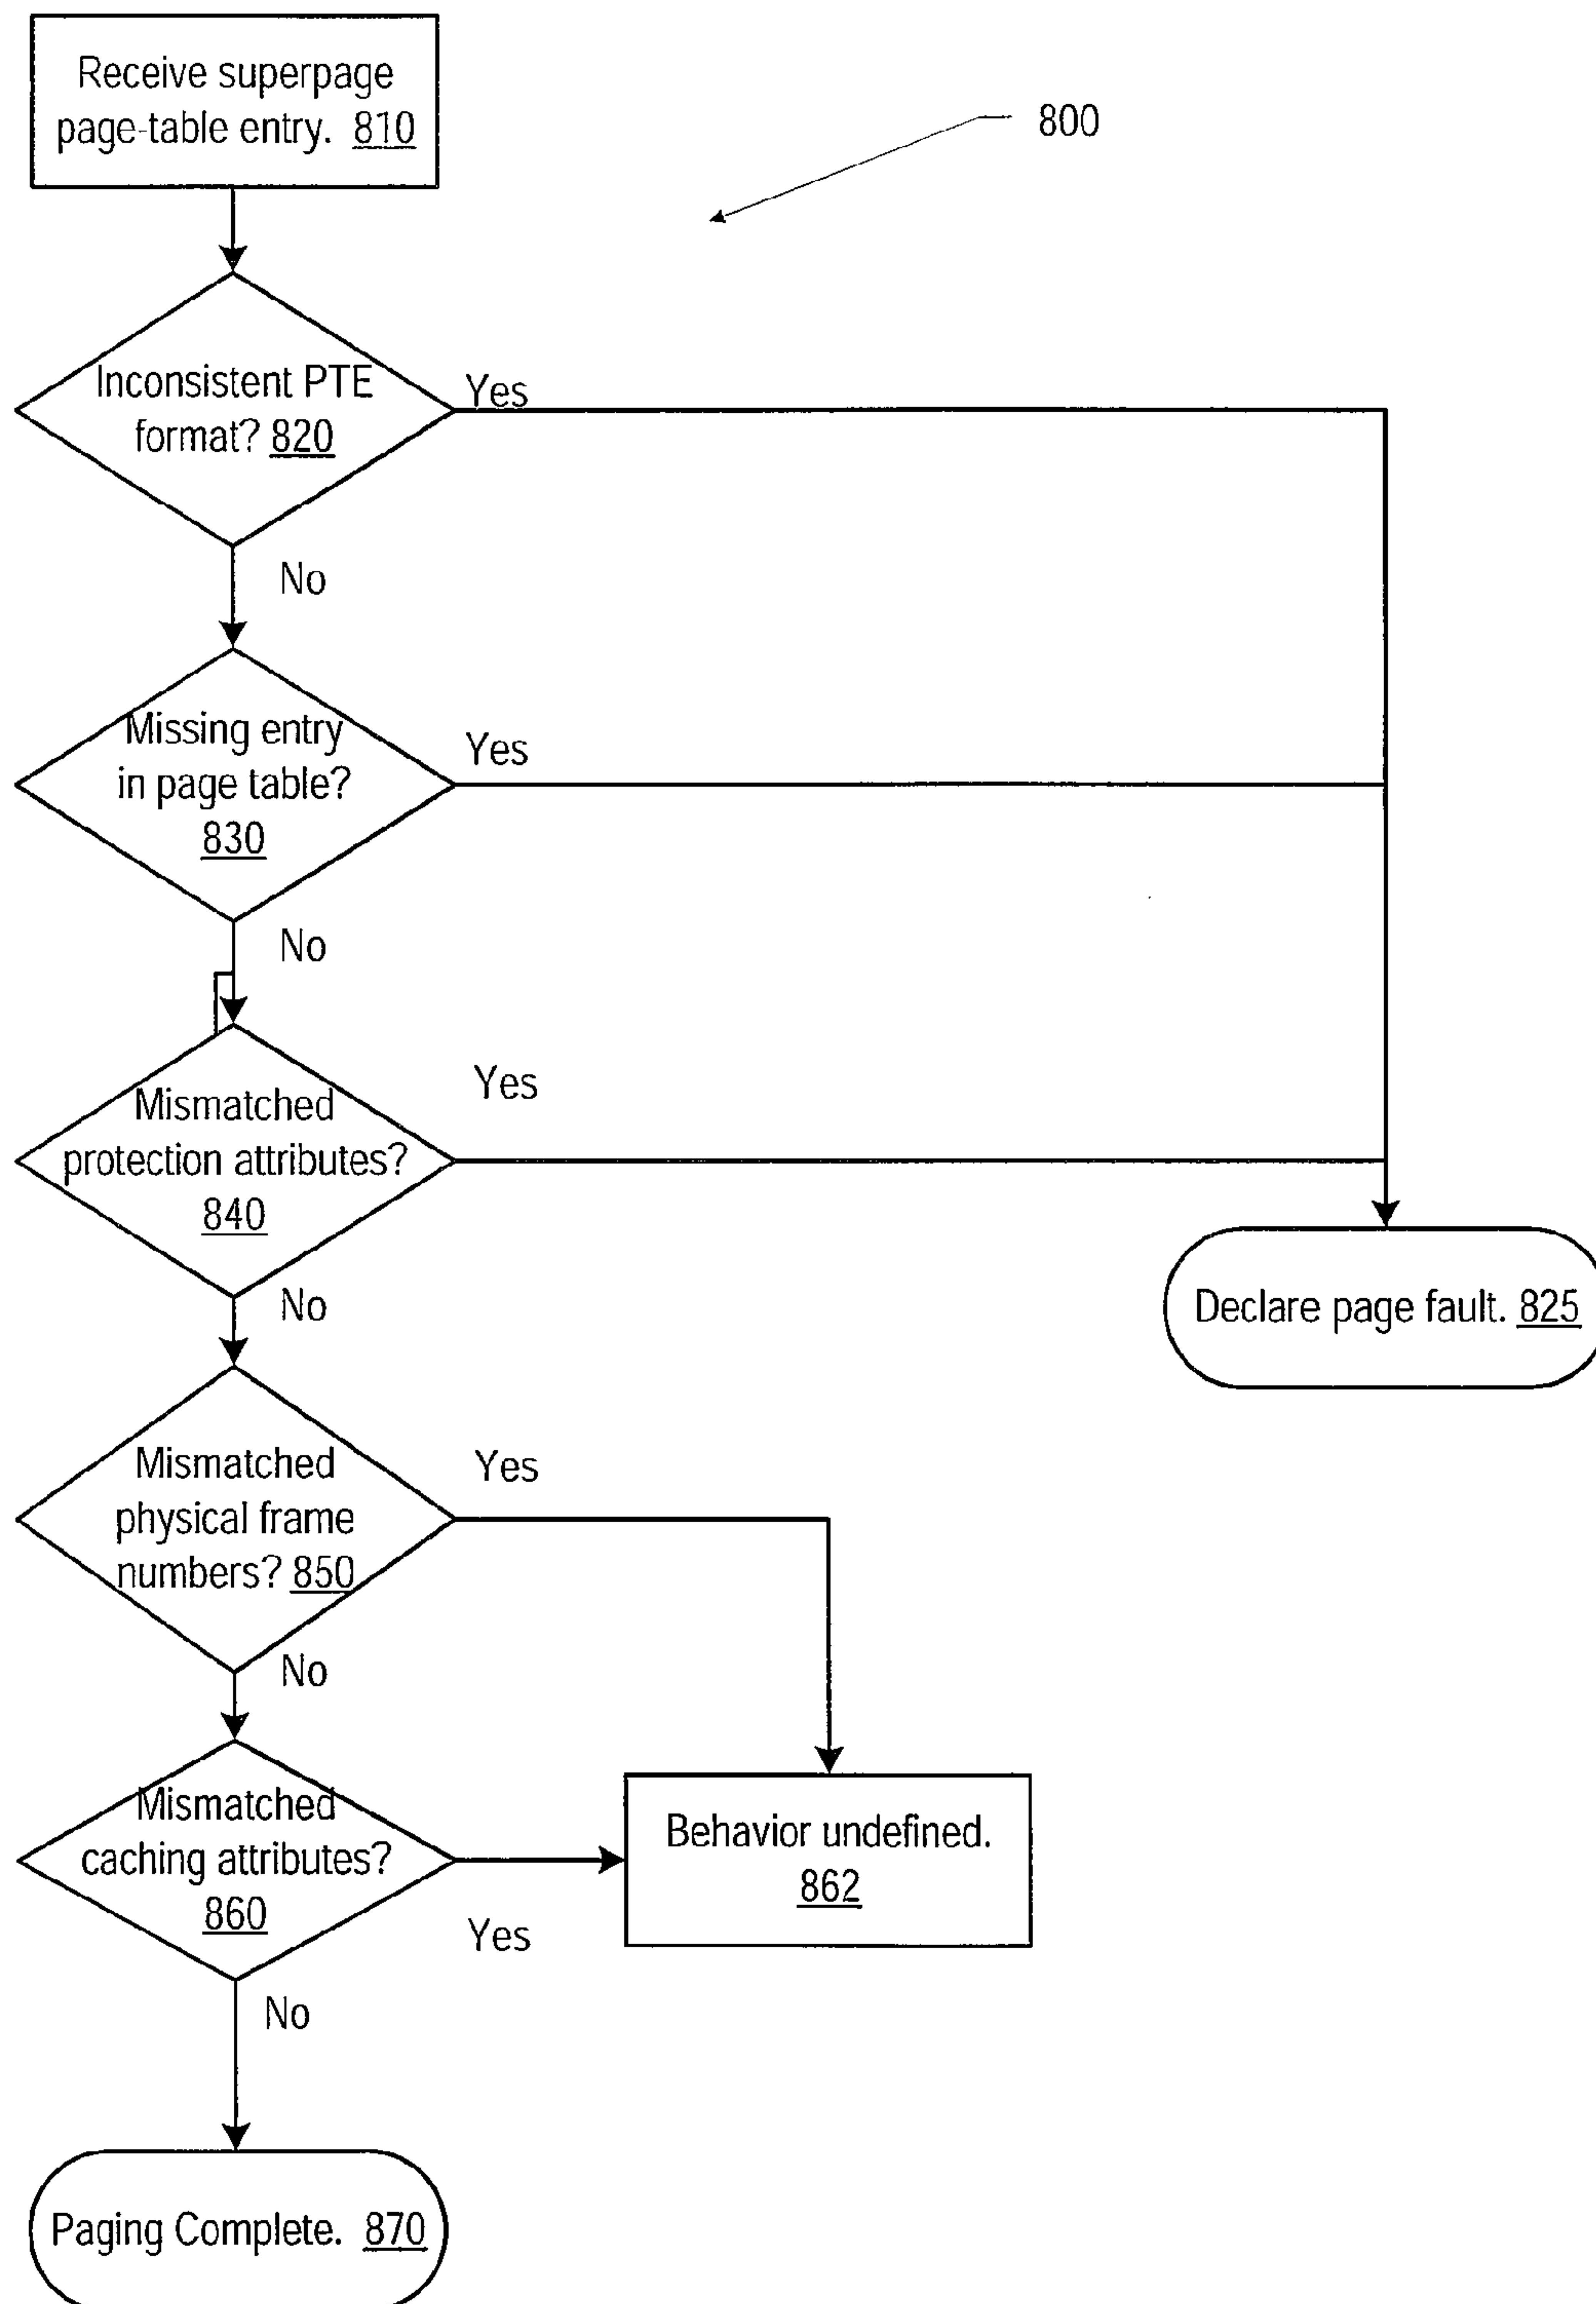 Receive superpage
page-table entry. 810
800
Inconsistent PTE
format? 820
Yes
No
Missing entry
in page table?
830
Yes
No
Mismatched
protection attributes?
840
Yes
No
Declare page fault. 825
Mismatched
physical frame
numbers? 850
Yes
No
Mismatched
caching attributes?
860
Yes
Behavior undefined.
862
No
Paging Complete. 870